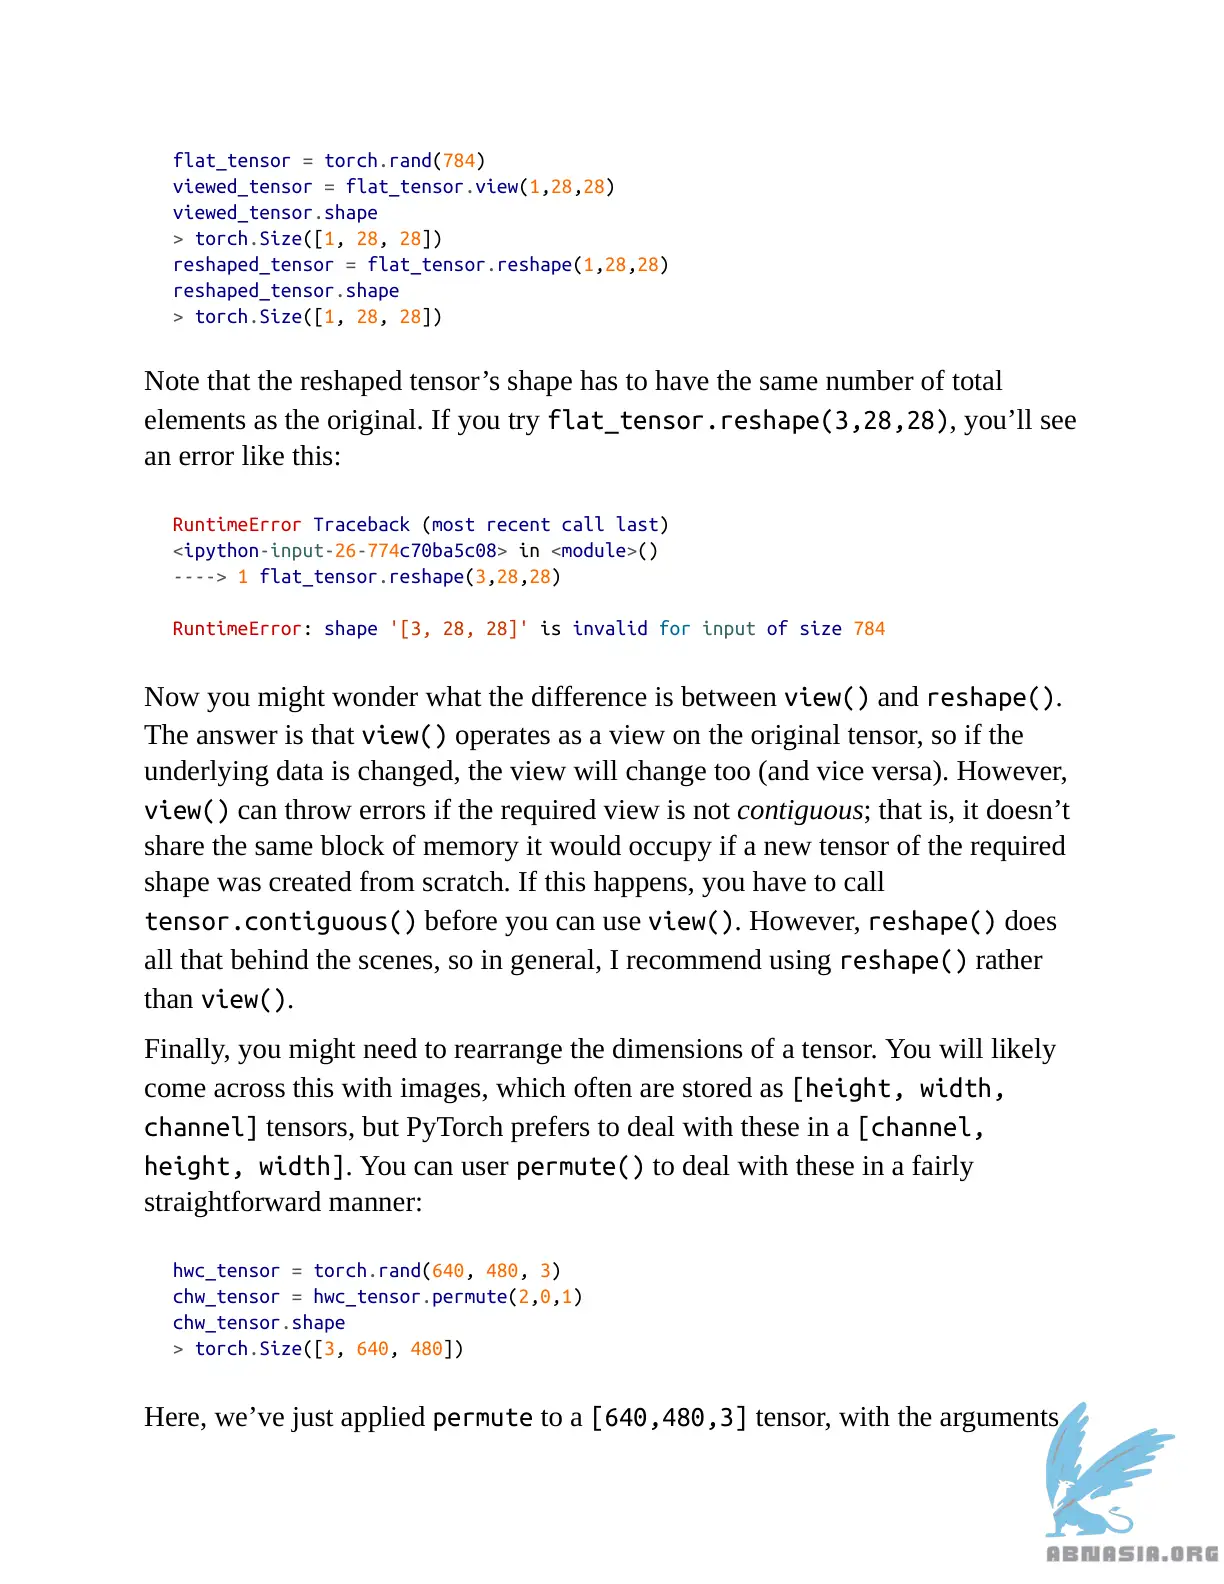 flat_tensor = torch.rand(784)
viewed_tensor = flat_tensor.view(1,28,28)
viewed_tensor.shape
> torch.Size([1, 28, 28])
reshaped_tensor = flat_tensor.reshape(1,28,28)
reshaped_tensor.shape
> torch.Size([1, 28, 28])
Note that the reshaped tensor’s shape has to have the same number of total
elements as the original. If you try flat_tensor.reshape(3,28,28), you’ll see
an error like this:
RuntimeError Traceback (most recent call last)
<ipython-input-26-774c70ba5c08> in <module>()
----> 1 flat_tensor.reshape(3,28,28)
RuntimeError: shape '[3, 28, 28]' is invalid for input of size 784
Now you might wonder what the difference is between view() and reshape().
The answer is that view() operates as a view on the original tensor, so if the
underlying data is changed, the view will change too (and vice versa). However,
view() can throw errors if the required view is not contiguous; that is, it doesn’t
share the same block of memory it would occupy if a new tensor of the required
shape was created from scratch. If this happens, you have to call
tensor.contiguous() before you can use view(). However, reshape() does
all that behind the scenes, so in general, I recommend using reshape() rather
than view().
Finally, you might need to rearrange the dimensions of a tensor. You will likely
come across this with images, which often are stored as [height, width,
channel] tensors, but PyTorch prefers to deal with these in a [channel,
height, width]. You can user permute() to deal with these in a fairly
straightforward manner:
hwc_tensor = torch.rand(640, 480, 3)
chw_tensor = hwc_tensor.permute(2,0,1)
chw_tensor.shape
> torch.Size([3, 640, 480])
Here, we’ve just applied permute to a [640,480,3] tensor, with the arguments
ABNASIA.ORG